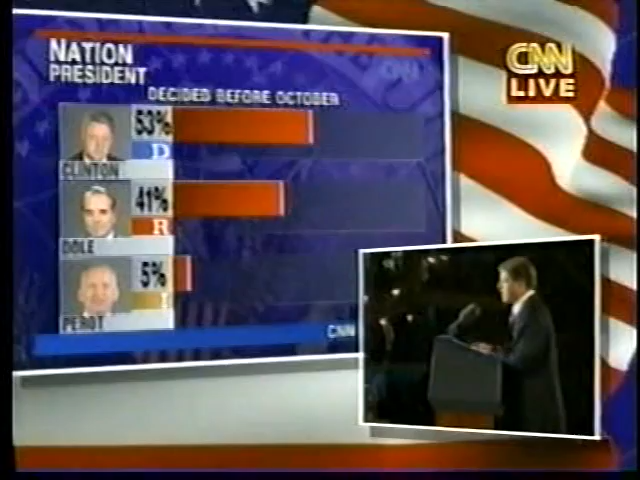 NATION
PRESIDENT
DECIDED BEFORE OCTOBER
53%
D
CLINTON
41%
R
DOLE
5%
I
PEROT
CNN
CNN
LIVE